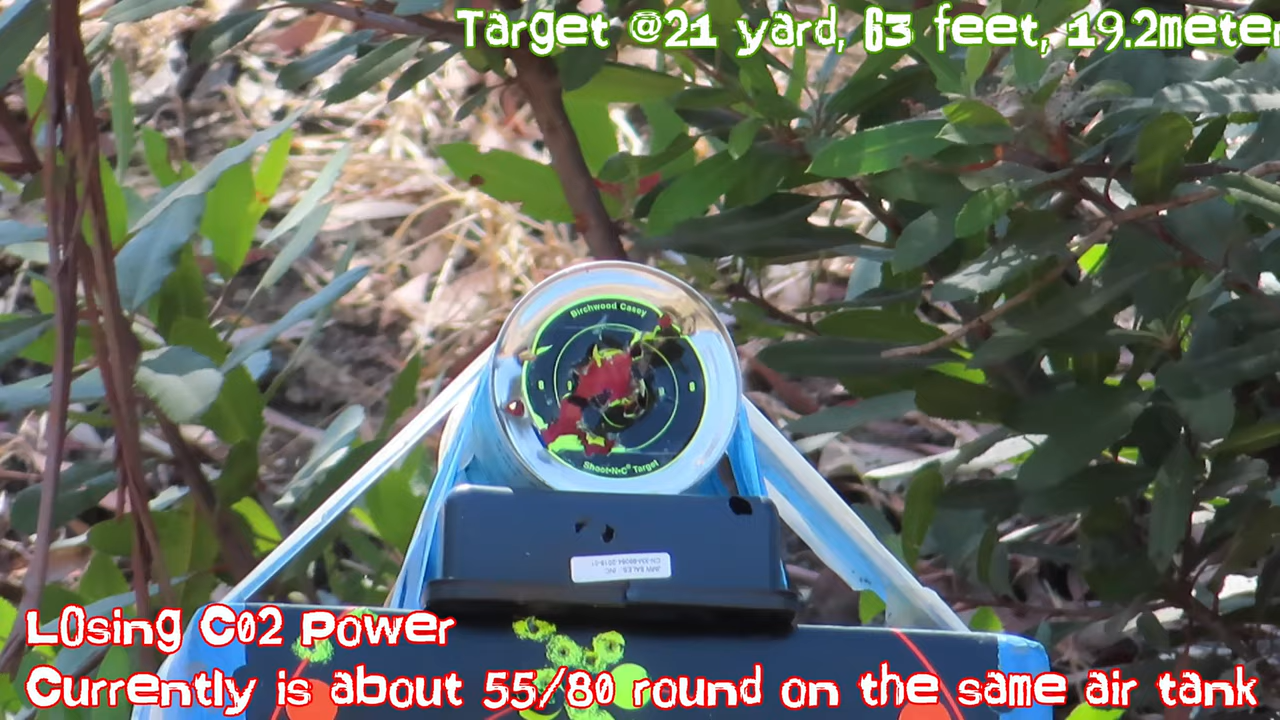 Target @21 yard, 63 feet, 19.2meter
Birchwood Casey
Shoot•N•C® Target
L0sing C02 Power
Currently is about 55/80 round on the same air tank